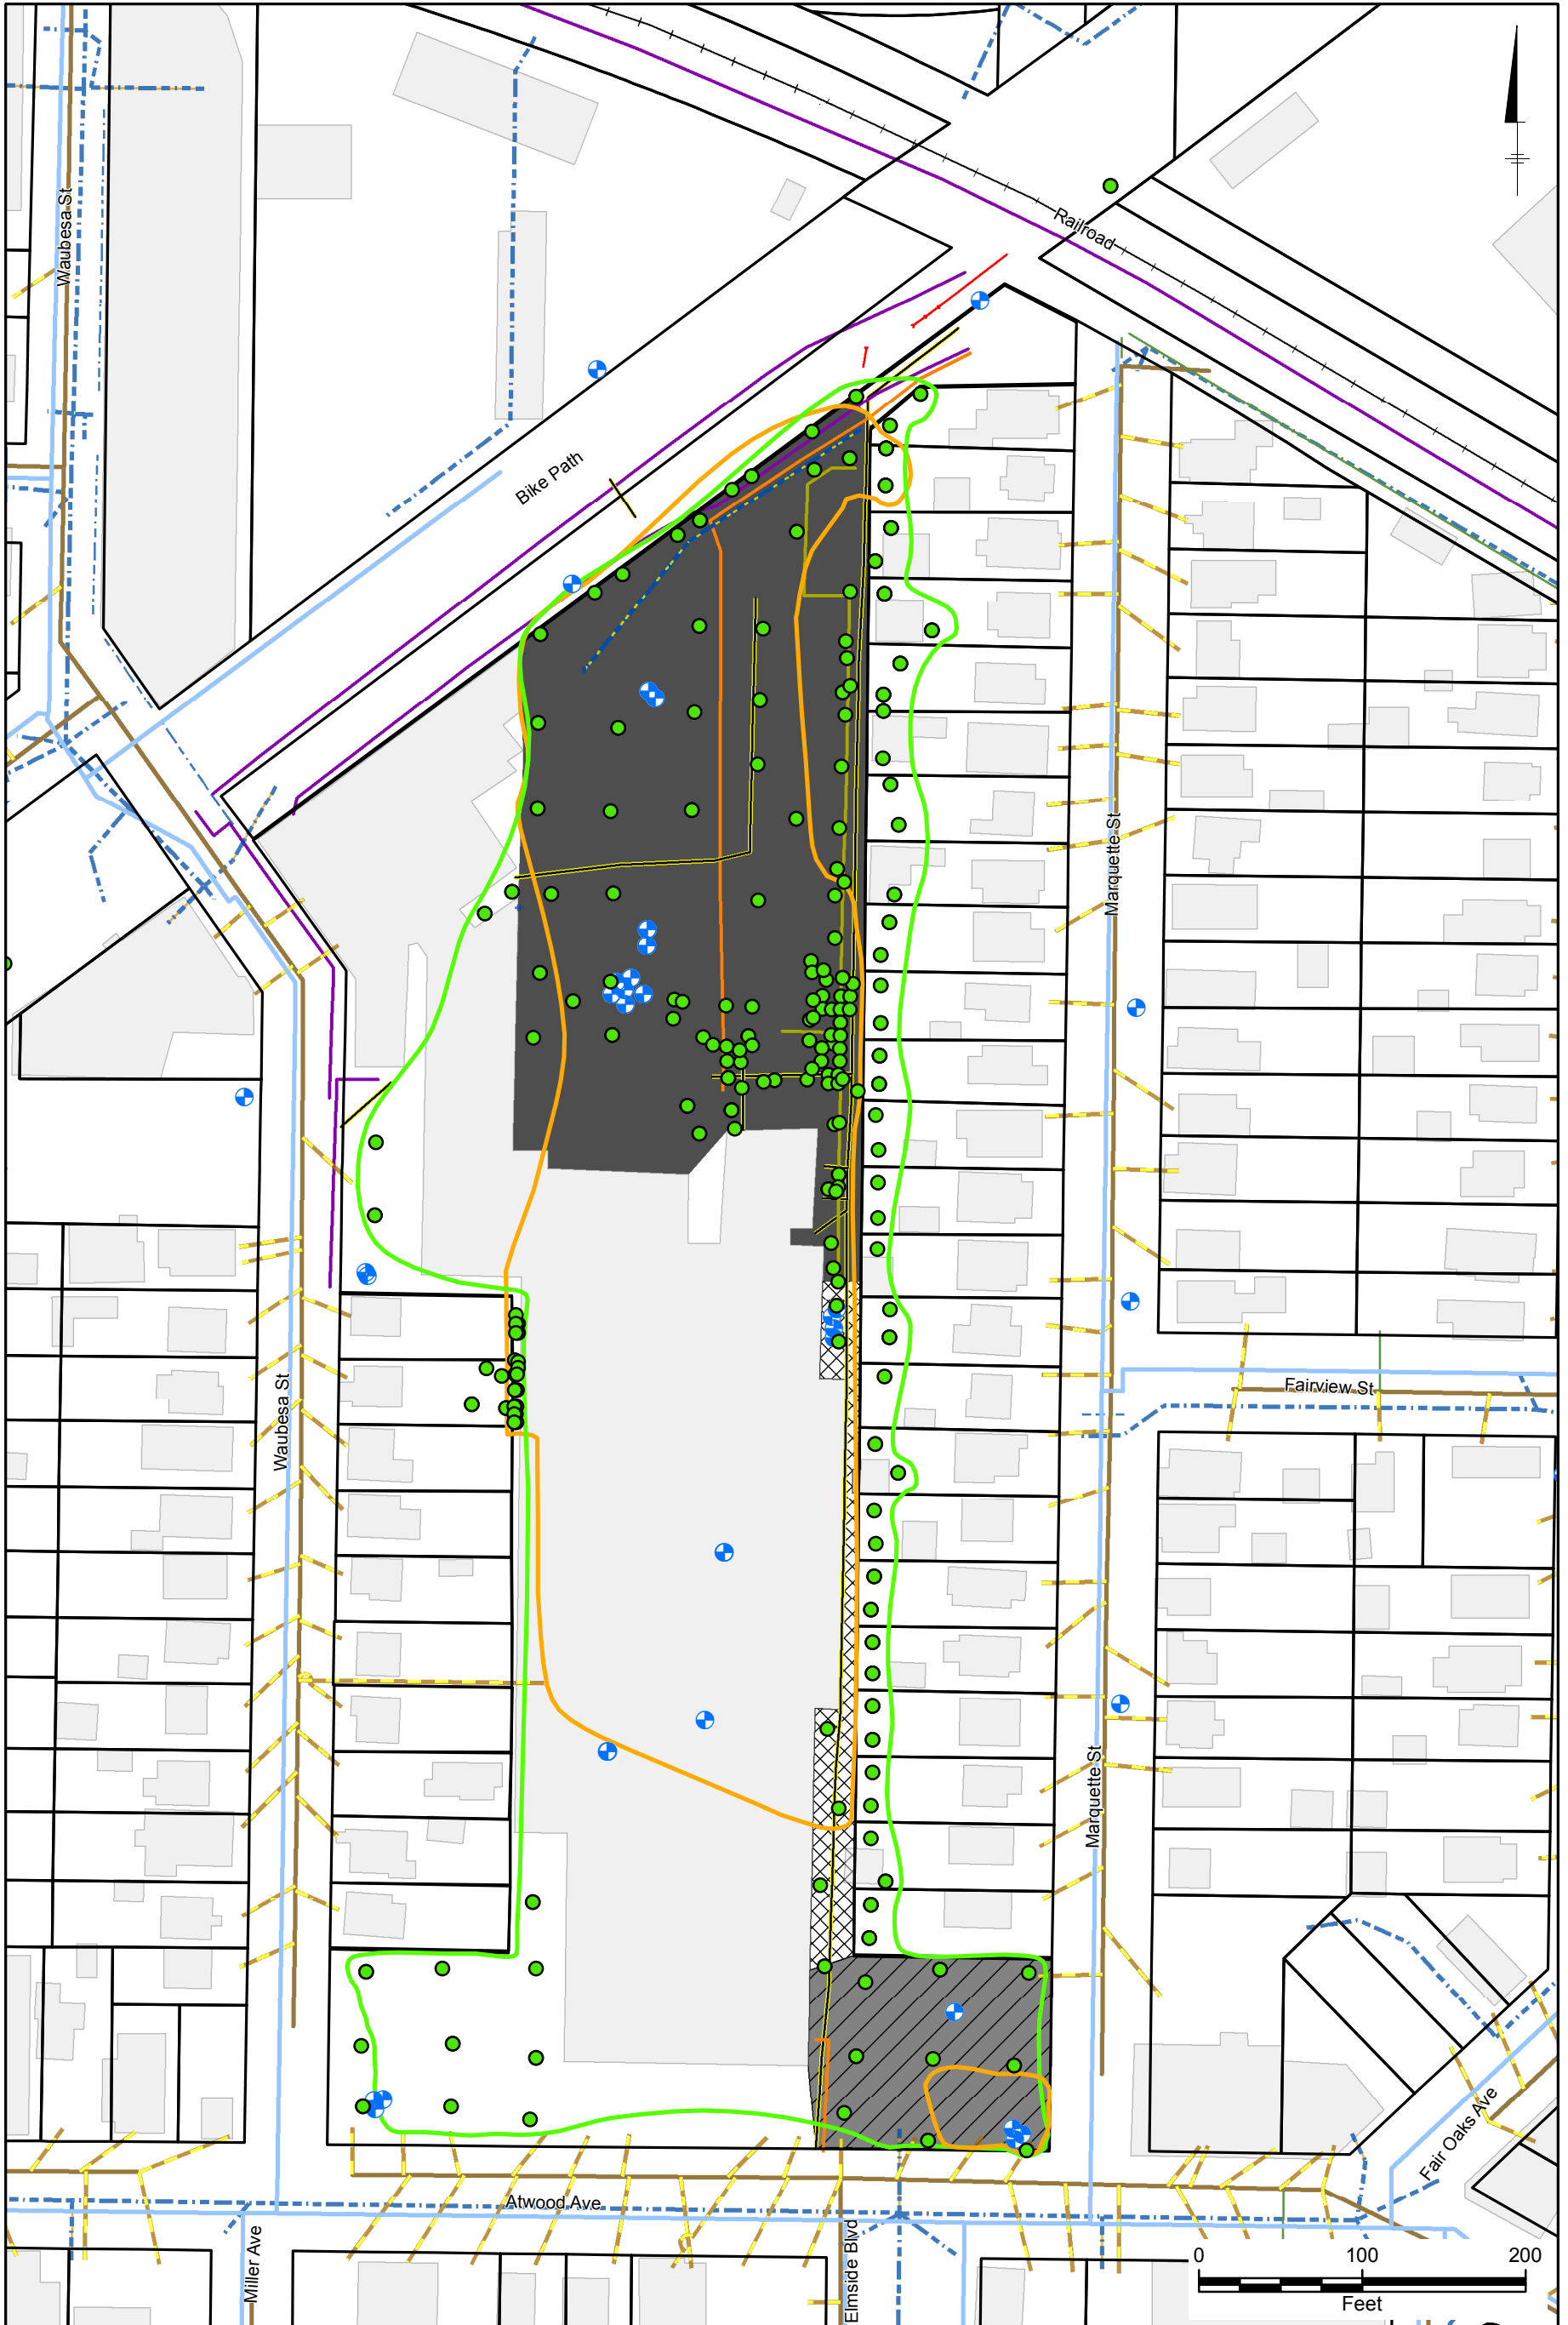 Waubesa St
Railroad
Bike Path
Marquette St
Fairview St
Waubesa St
Marquette St
Fair Oaks Ave
Atwood Ave
Miller Ave
Elmside Blvd
0 100 200
Feet